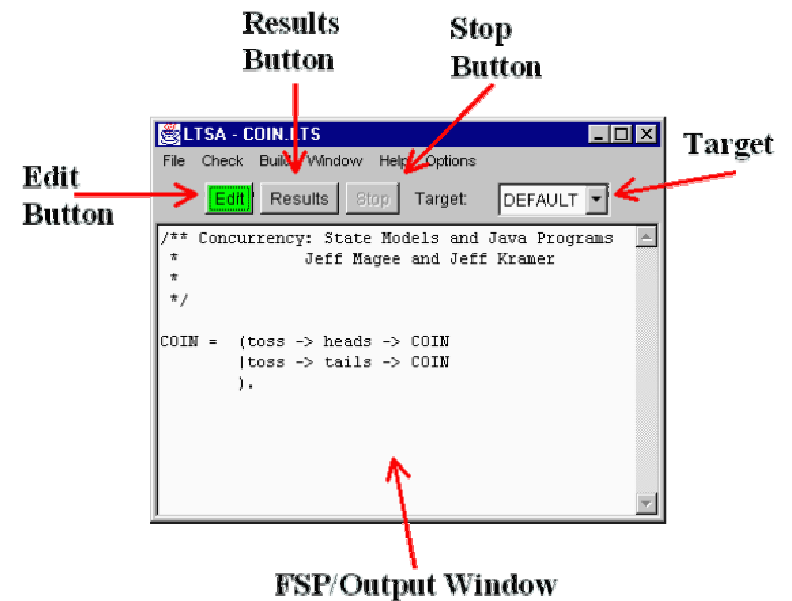 Results
Button
Stop
Button
LTSA - COIN.LTS
Target
File Check Build Window Help Options
Edit
Button
Edit Results Stop Target: DEFAULT
/** Concurrency: State Models and Java Programs
* Jeff Magee and Jeff Kramer
*
*/
COIN = (toss -> heads -> COIN
|toss -> tails -> COIN
).
FSP/Output Window